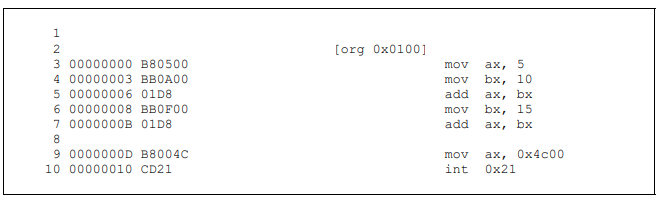 1
2 [org 0x0100]
3 00000000 B80500 mov ax, 5
4 00000003 BB0A00 mov bx, 10
5 00000006 01D8 add ax, bx
6 00000008 BB0F00 mov bx, 15
7 0000000B 01D8 add ax, bx
8
9 0000000D B8004C mov ax, 0x4c00
10 00000010 CD21 int 0x21